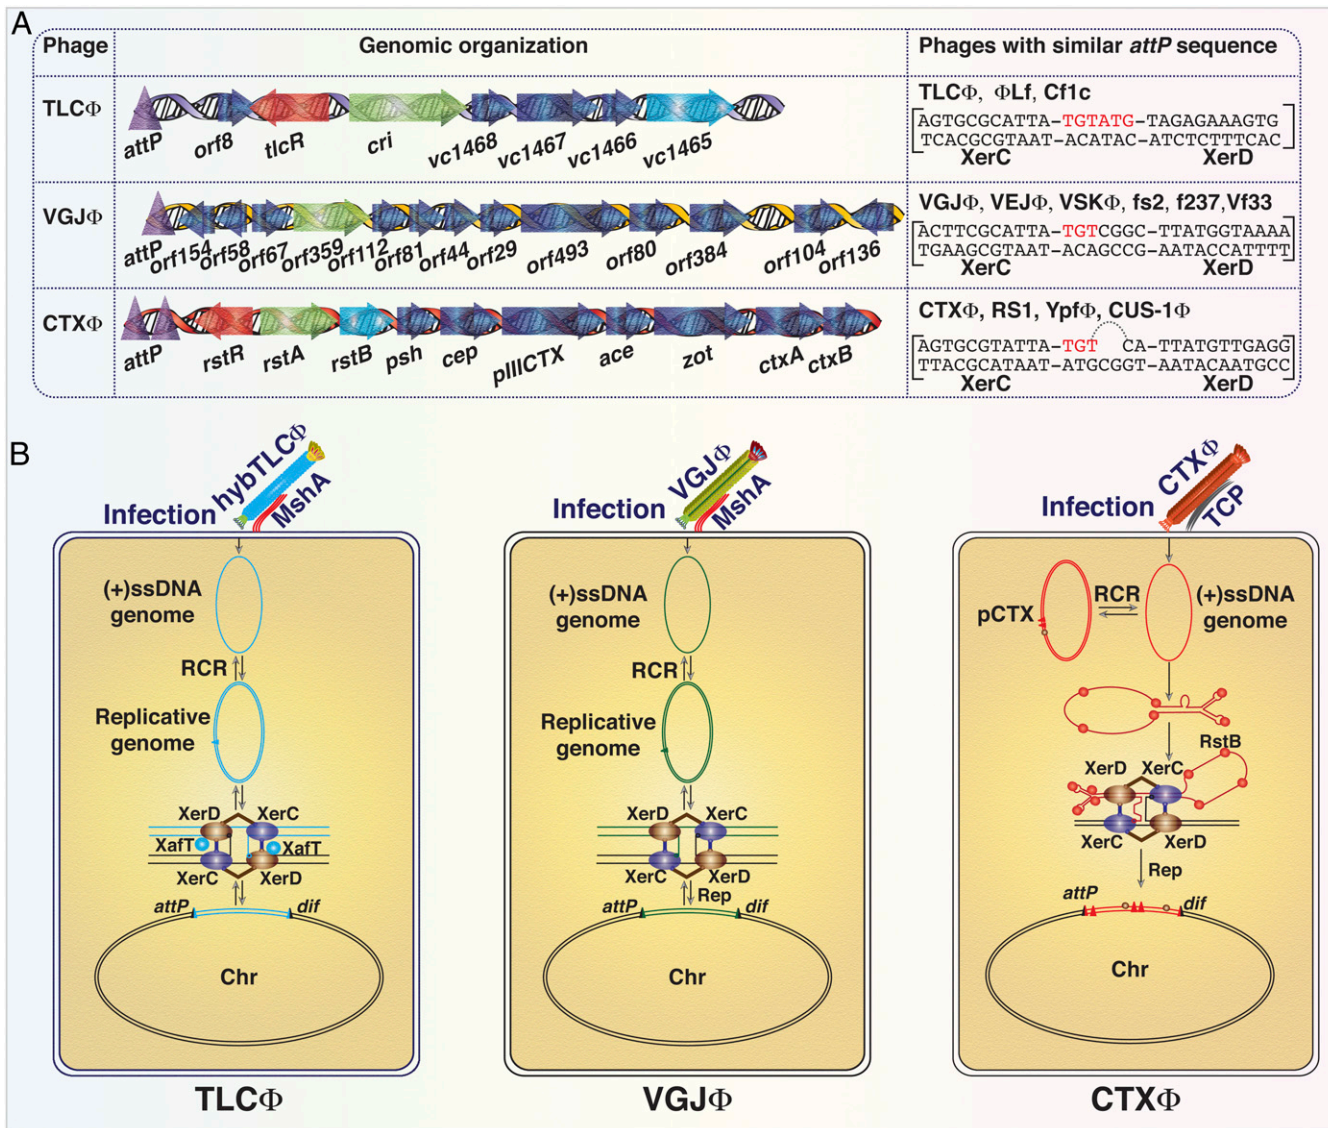 A
Phage Genomic organization Phages with similar attP sequence
TLCΦ
attP orf8 tlcR cri vc1468 vc1467 vc1466 vc1465
TLCΦ, ΦLf, Cf1c
AGTGCGCATTA-TGTATG-TAGAGAAAGTG
TCACGCGTAAT-ACATAC-ATCTCTTTCAC
XerC XerD
VGJΦ
attP orf154 orf58 orf67 orf359 orf112 orf81 orf44 orf29 orf493 orf80 orf384 orf104 orf136
VGJΦ, VEJΦ, VSKΦ, fs2, f237,Vf33
ACTTCGCATTA-TGTCGGC-TTATGGTAAAA
TGAAGCGTAAT-ACAGCCG-AATACCATTTT
XerC XerD
CTXΦ
attP rstR rstA rstB psh cep pIIICTX ace zot ctxA ctxB
CTXΦ, RS1, YpfΦ, CUS-1Φ
AGTGCGTATTA-TGT CA-TTATGTTGAGG
TTACGCATAAT-ATGCGGT-AATACAATGCC
XerC XerD
B
Infection
hybTLCΦ
MshA
(+)ssDNA
genome
RCR
Replicative
genome
XerD XerC
XafT XafT
XerC XerD
attP dif
Chr
TLCΦ
Infection
VGJΦ
MshA
(+)ssDNA
genome
RCR
Replicative
genome
XerD XerC
XerC XerD
Rep
attP dif
Chr
VGJΦ
Infection
CTXΦ
TCP
pCTX RCR (+)ssDNA
genome
RstB
XerD XerC
XerC XerD
Rep
attP dif
Chr
CTXΦ